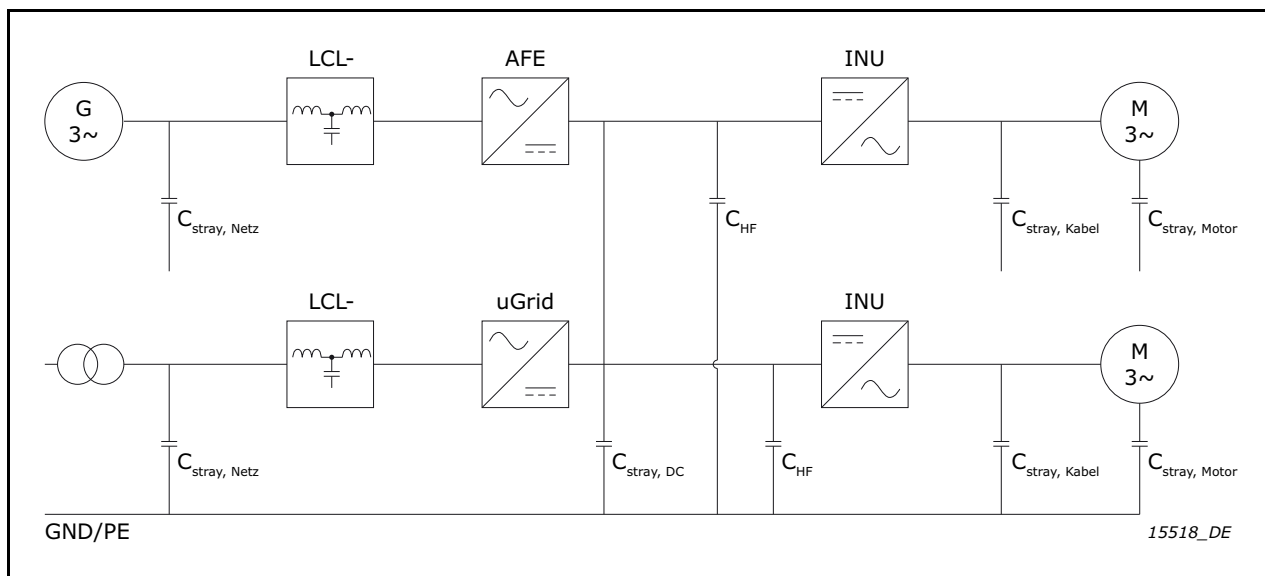 LCL-
AFE
INU
G
3~
M
3~
C stray, Netz
C HF
C stray, Kabel
C stray, Motor
LCL-
uGrid
INU
M
3~
C stray, Netz
C stray, DC
C HF
C stray, Kabel
C stray, Motor
GND/PE
15518_DE